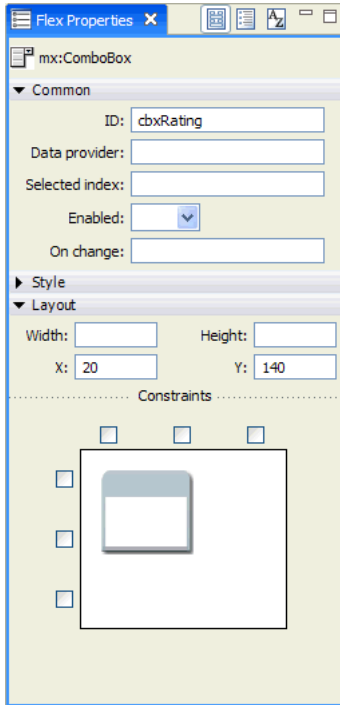 Flex Properties
mx:ComboBox
Common
ID: cbxRating
Data provider:
Selected index:
Enabled:
On change:
Style
Layout
Width: Height:
X: 20 Y: 140
Constraints